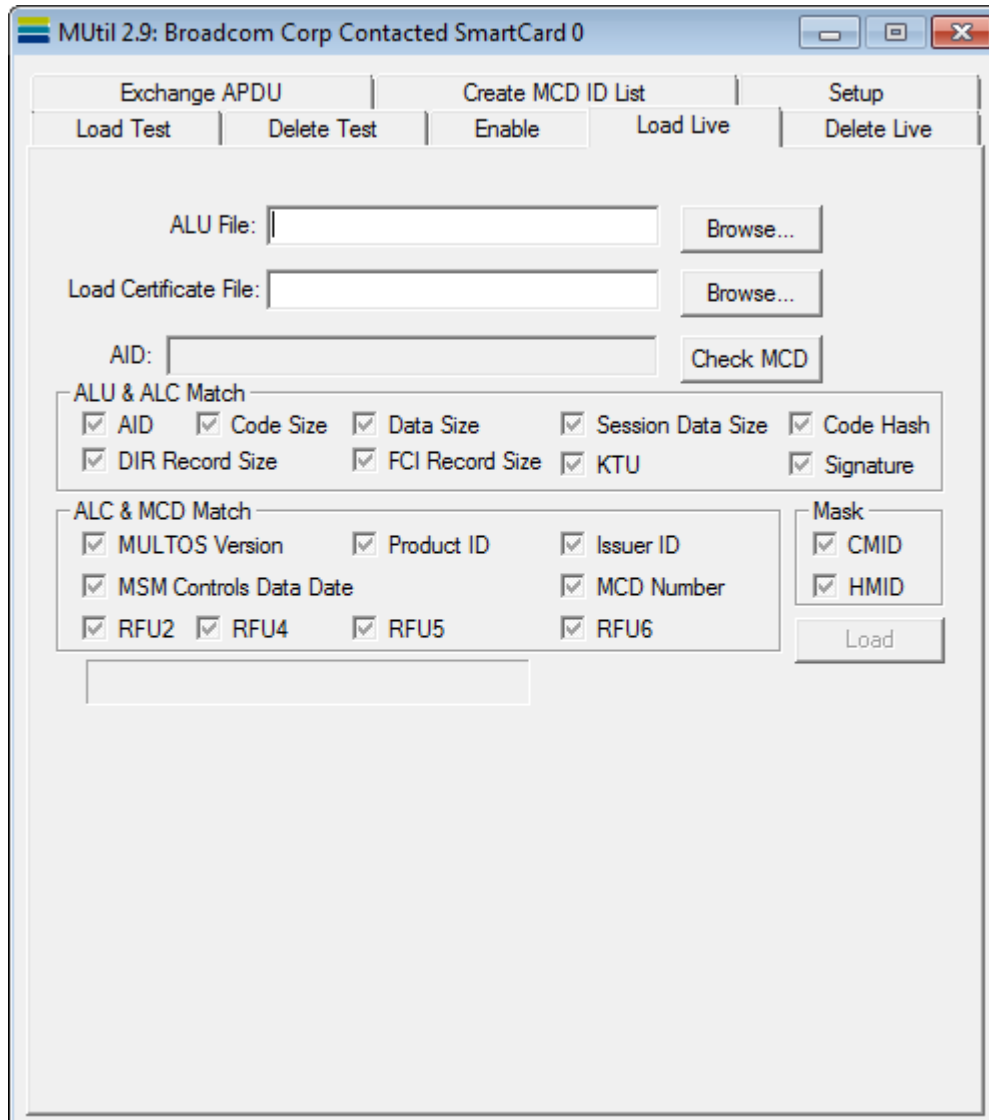 MUtil 2.9: Broadcom Corp Contacted SmartCard 0
Exchange APDU Create MCD ID List Setup
Load Test Delete Test Enable Load Live Delete Live
ALU File: Browse...
Load Certificate File: Browse...
AID: Check MCD
ALU & ALC Match
AID Code Size Data Size Session Data Size Code Hash
DIR Record Size FCI Record Size KTU Signature
ALC & MCD Match Mask
MULTOS Version Product ID Issuer ID CMID
MSM Controls Data Date MCD Number HMID
RFU2 RFU4 RFU5 RFU6 Load